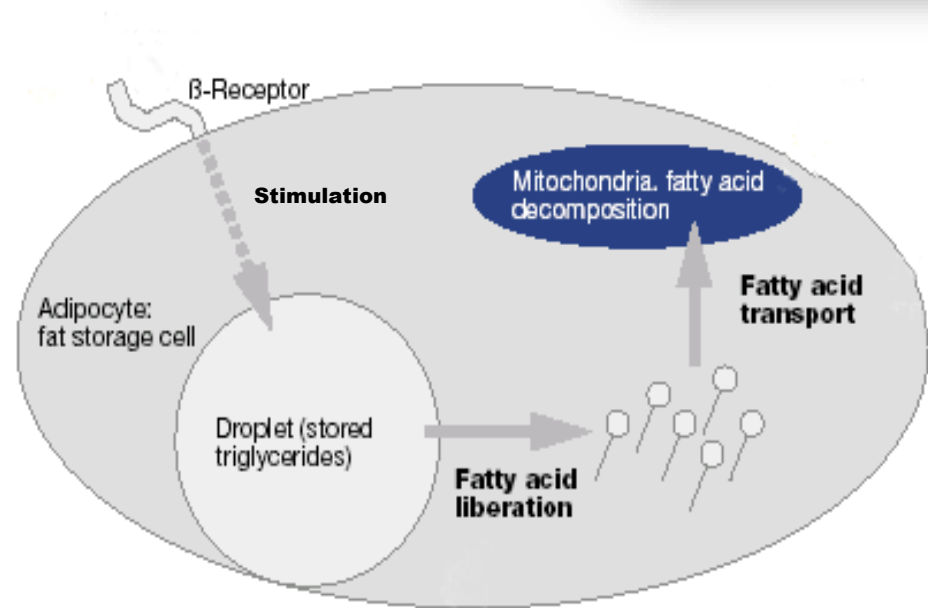 ß-Receptor
Stimulation
Mitochondria. fatty acid
decomposition
Fatty acid
transport
Adipocyte:
fat storage cell
Droplet (stored
triglycerides)
Fatty acid
liberation